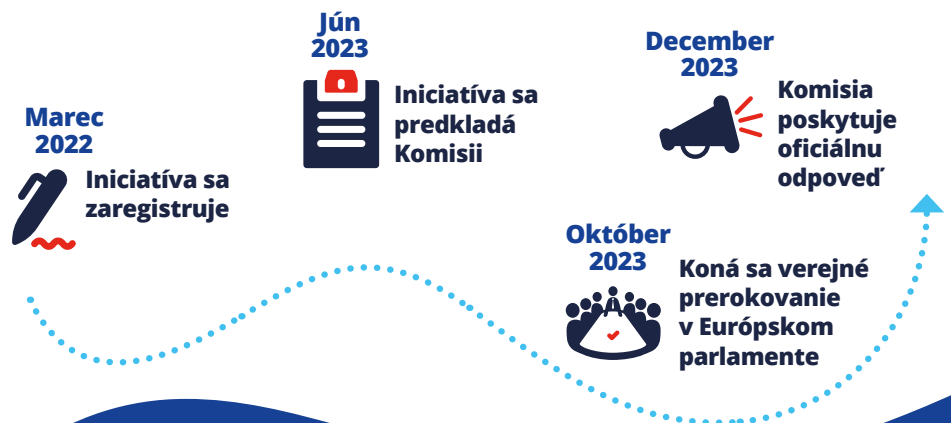 Marec
2022
Iniciatíva sa
zaregistruje
Jún
2023
Iniciatíva sa
predkladá
Komisii
Október
2023
Koná sa verejné
prerokovanie
v Európskom
parlamente
December
2023
Komisia
poskytuje
oficiálnu
odpoveď